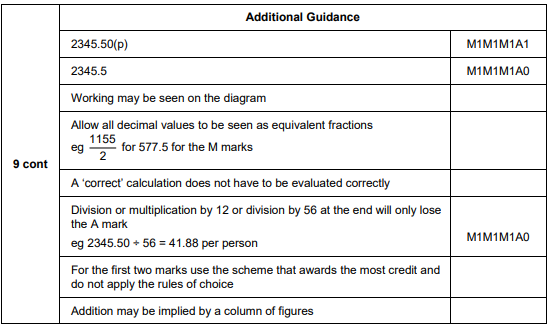 Additional Guidance
2345.50(p) M1M1M1A1
2345.5 M1M1M1A0
Working may be seen on the diagram
Allow all decimal values to be seen as equivalent fractions
eg 1155/2 for 577.5 for the M marks
9 cont
A ‘correct’ calculation does not have to be evaluated correctly
Division or multiplication by 12 or division by 56 at the end will only lose
the A mark
eg 2345.50 ÷ 56 = 41.88 per person M1M1M1A0
For the first two marks use the scheme that awards the most credit and
do not apply the rules of choice
Addition may be implied by a column of figures